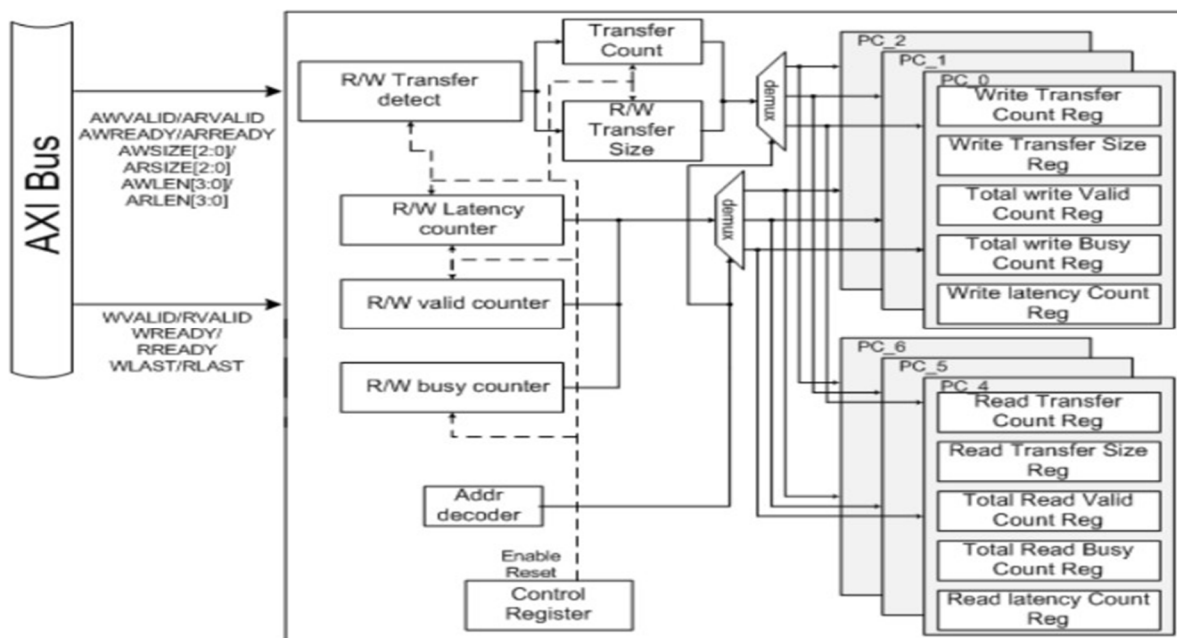 AXI Bus
AWVALID/ARVALID
AWREADY/ARREADY
AWSIZE[2:0]/
ARSIZE[2:0]
AWLEN[3:0]/
ARLEN[3:0]
WVALID/RVALID
WREADY/
RREADY
WLAST/RLAST
R/W Transfer
detect
Transfer
Count
R/W
Transfer
Size
R/W Latency
counter
R/W valid counter
R/W busy counter
Addr
decoder
Enable
Reset
Control
Register
demux
demux
PC_2
PC_1
PC_0
Write Transfer
Count Reg
Write Transfer Size
Reg
Total write Valid
Count Reg
Total write Busy
Count Reg
Write latency Count
Reg
PC_6
PC_5
PC_4
Read Transfer
Count Reg
Read Transfer Size
Reg
Total Read Valid
Count Reg
Total Read Busy
Count Reg
Read latency Count
Reg